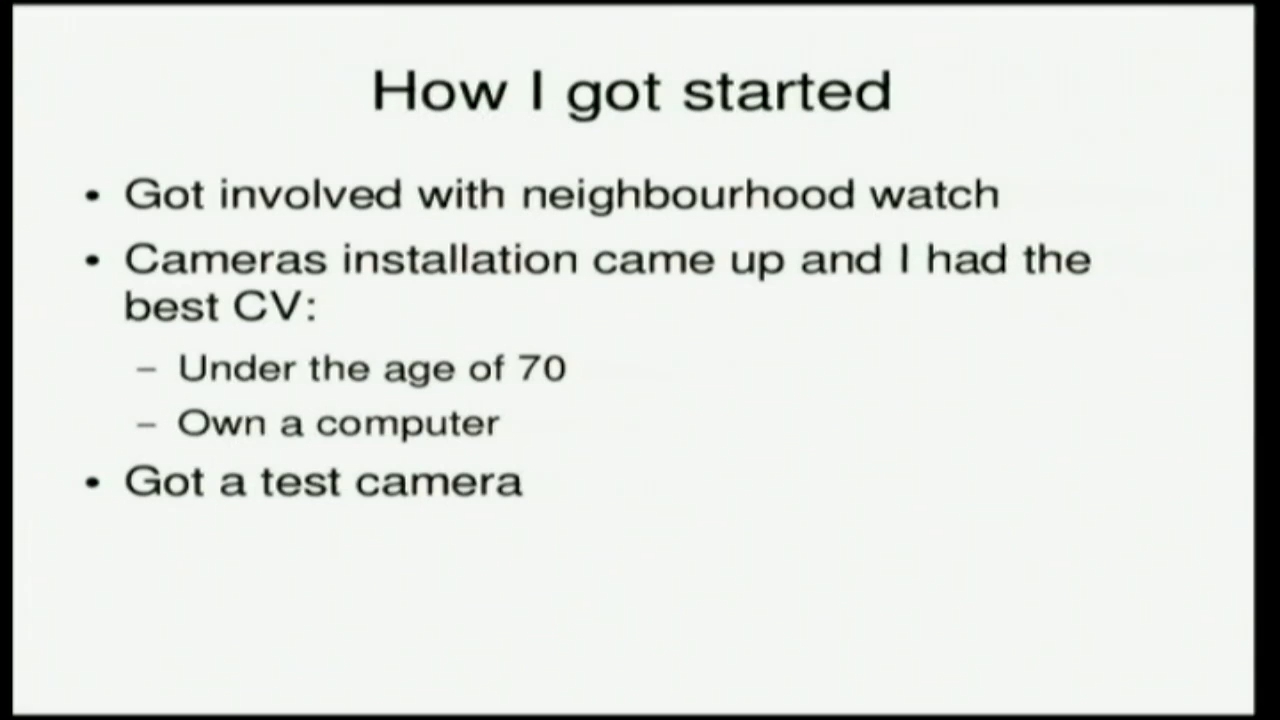 How I got started
• Got involved with neighbourhood watch
• Cameras installation came up and I had the
best CV:
– Under the age of 70
– Own a computer
• Got a test camera